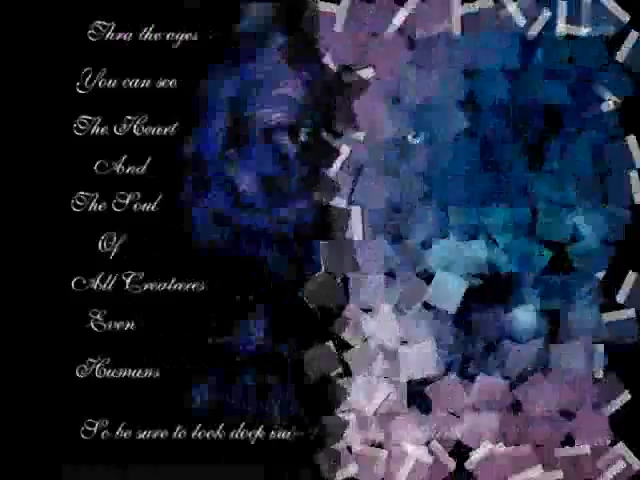 Thru the eyes
You can see
The Heart
And
The Soul
Of
All Creatures
Even
Humans
So be sure to look deep